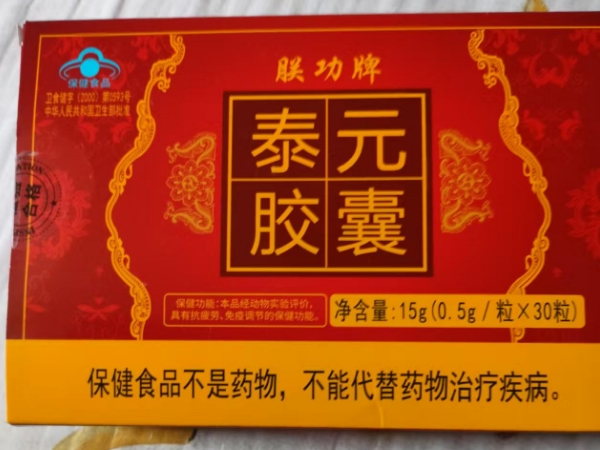 保健食品
卫食健字（2000）第0593号
中华人民共和国卫生部批准
朕功牌
泰元
胶囊
合格
保健功能：本品经动物实验评价，
具有抗疲劳、免疫调节的保健功能。
净含量：15g(0.5g/粒×30粒)
保健食品不是药物，不能代替药物治疗疾病。